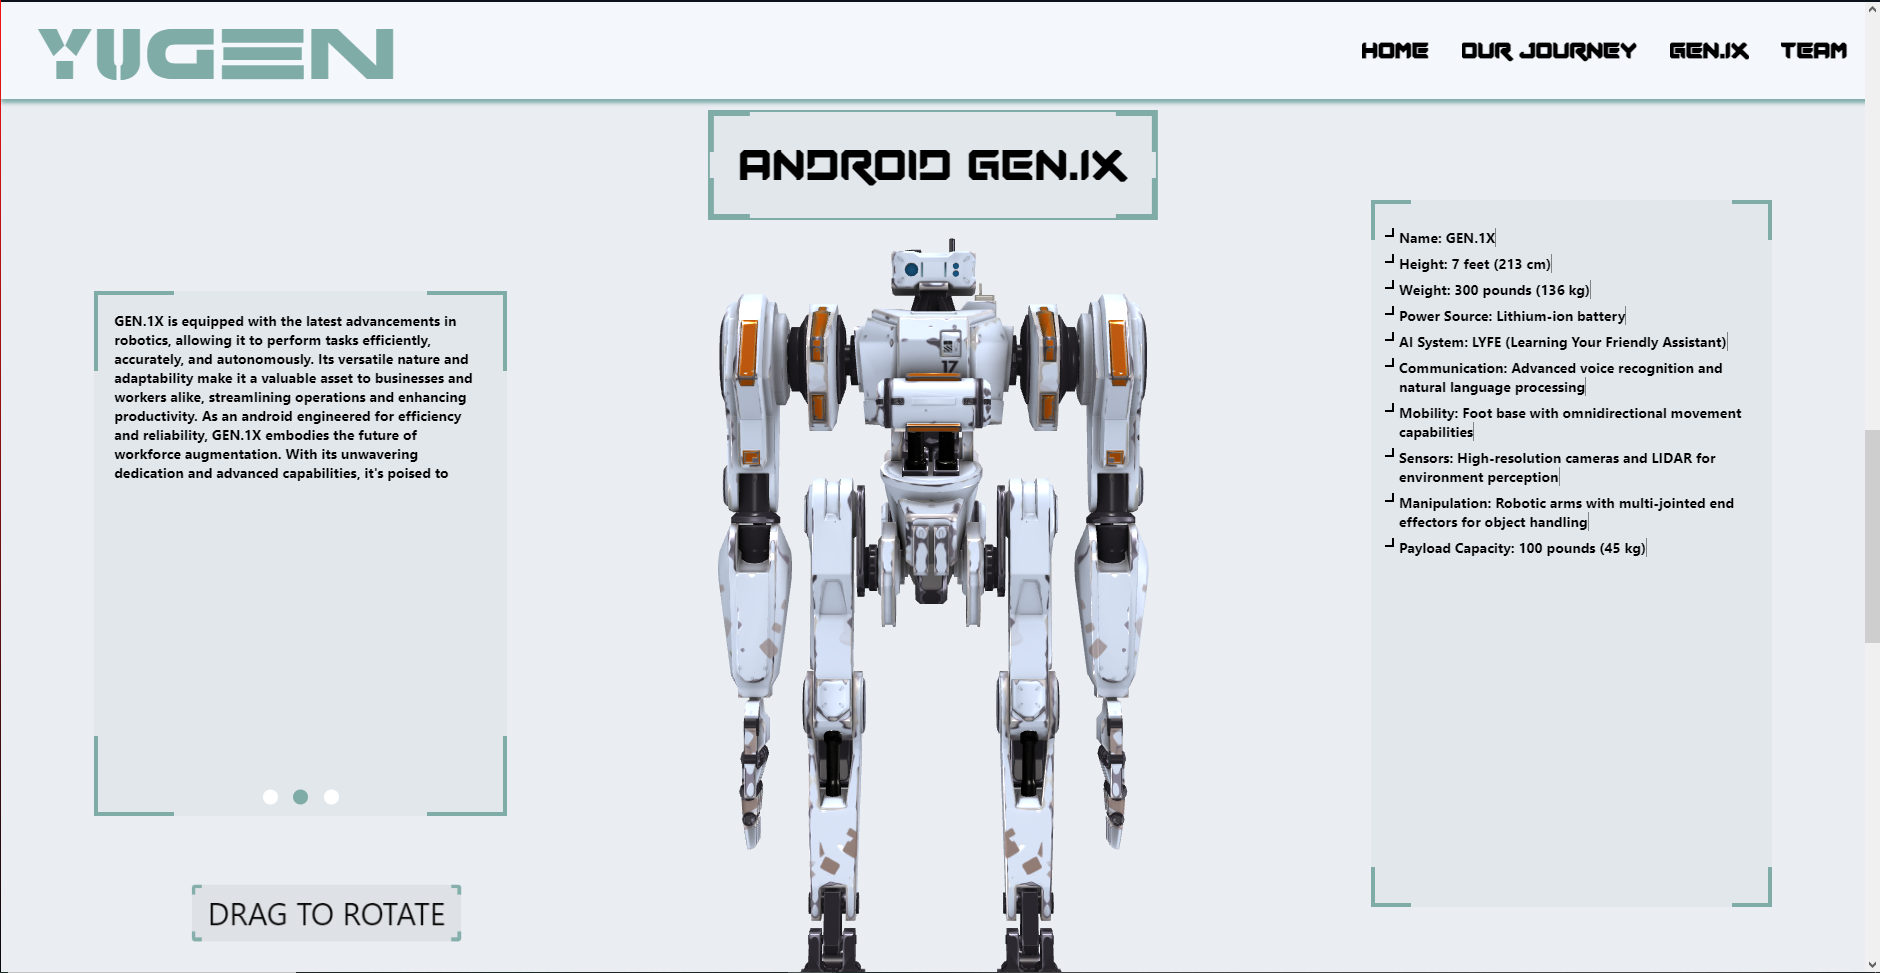 YUGEN
HOME OUR JOURNEY GEN.IX TEAM
ANDROID GEN.IX
GEN.1X is equipped with the latest advancements in
robotics, allowing it to perform tasks efficiently,
accurately, and autonomously. Its versatile nature and
adaptability make it a valuable asset to businesses and
workers alike, streamlining operations and enhancing
productivity. As an android engineered for efficiency
and reliability, GEN.1X embodies the future of
workforce augmentation. With its unwavering
dedication and advanced capabilities, it's poised to
DRAG TO ROTATE
17
Name: GEN.1X
Height: 7 feet (213 cm)
Weight: 300 pounds (136 kg)
Power Source: Lithium-ion battery
AI System: LYFE (Learning Your Friendly Assistant)
Communication: Advanced voice recognition and
natural language processing
Mobility: Foot base with omnidirectional movement
capabilities
Sensors: High-resolution cameras and LIDAR for
environment perception
Manipulation: Robotic arms with multi-jointed end
effectors for object handling
Payload Capacity: 100 pounds (45 kg)